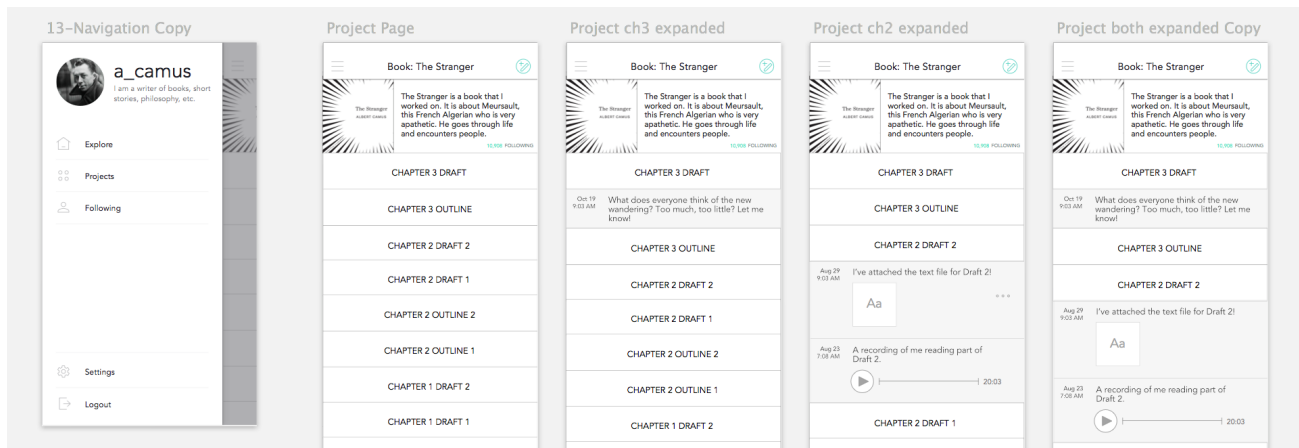 13-Navigation Copy
a_camus
I am a writer of books, short
stories, philosophy, etc.
Explore
Projects
Following
Settings
Logout
Project Page
Book: The Stranger
The Stranger
ALBERT CAMUS
The Stranger is a book that I
worked on. It is about Meursault,
this French Algerian who is very
apathetic. He goes through life
and encounters people.
10,908 FOLLOWING
CHAPTER 3 DRAFT
CHAPTER 3 OUTLINE
CHAPTER 2 DRAFT 2
CHAPTER 2 DRAFT 1
CHAPTER 2 OUTLINE 2
CHAPTER 2 OUTLINE 1
CHAPTER 1 DRAFT 2
CHAPTER 1 DRAFT 1
Project ch3 expanded
Book: The Stranger
The Stranger
ALBERT CAMUS
The Stranger is a book that I
worked on. It is about Meursault,
this French Algerian who is very
apathetic. He goes through life
and encounters people.
10,908 FOLLOWING
CHAPTER 3 DRAFT
Oct 19
9:03 AM
What does everyone think of the new
wandering? Too much, too little? Let me
know!
CHAPTER 3 OUTLINE
CHAPTER 2 DRAFT 2
CHAPTER 2 DRAFT 1
CHAPTER 2 OUTLINE 2
CHAPTER 2 OUTLINE 1
CHAPTER 1 DRAFT 2
Project ch2 expanded
Book: The Stranger
The Stranger
ALBERT CAMUS
The Stranger is a book that I
worked on. It is about Meursault,
this French Algerian who is very
apathetic. He goes through life
and encounters people.
10,908 FOLLOWING
CHAPTER 3 DRAFT
CHAPTER 3 OUTLINE
CHAPTER 2 DRAFT 2
Aug 29
9:03 AM
I've attached the text file for Draft 2!
Aa
Aug 23
7:08 AM
A recording of me reading part of
Draft 2.
20:03
CHAPTER 2 DRAFT 1
Project both expanded Copy
Book: The Stranger
The Stranger
ALBERT CAMUS
The Stranger is a book that I
worked on. It is about Meursault,
this French Algerian who is very
apathetic. He goes through life
and encounters people.
10,908 FOLLOWING
CHAPTER 3 DRAFT
Oct 19
9:03 AM
What does everyone think of the new
wandering? Too much, too little? Let me
know!
CHAPTER 3 OUTLINE
CHAPTER 2 DRAFT 2
Aug 29
9:03 AM
I've attached the text file for Draft 2!
Aa
Aug 23
7:08 AM
A recording of me reading part of
Draft 2.
20:03